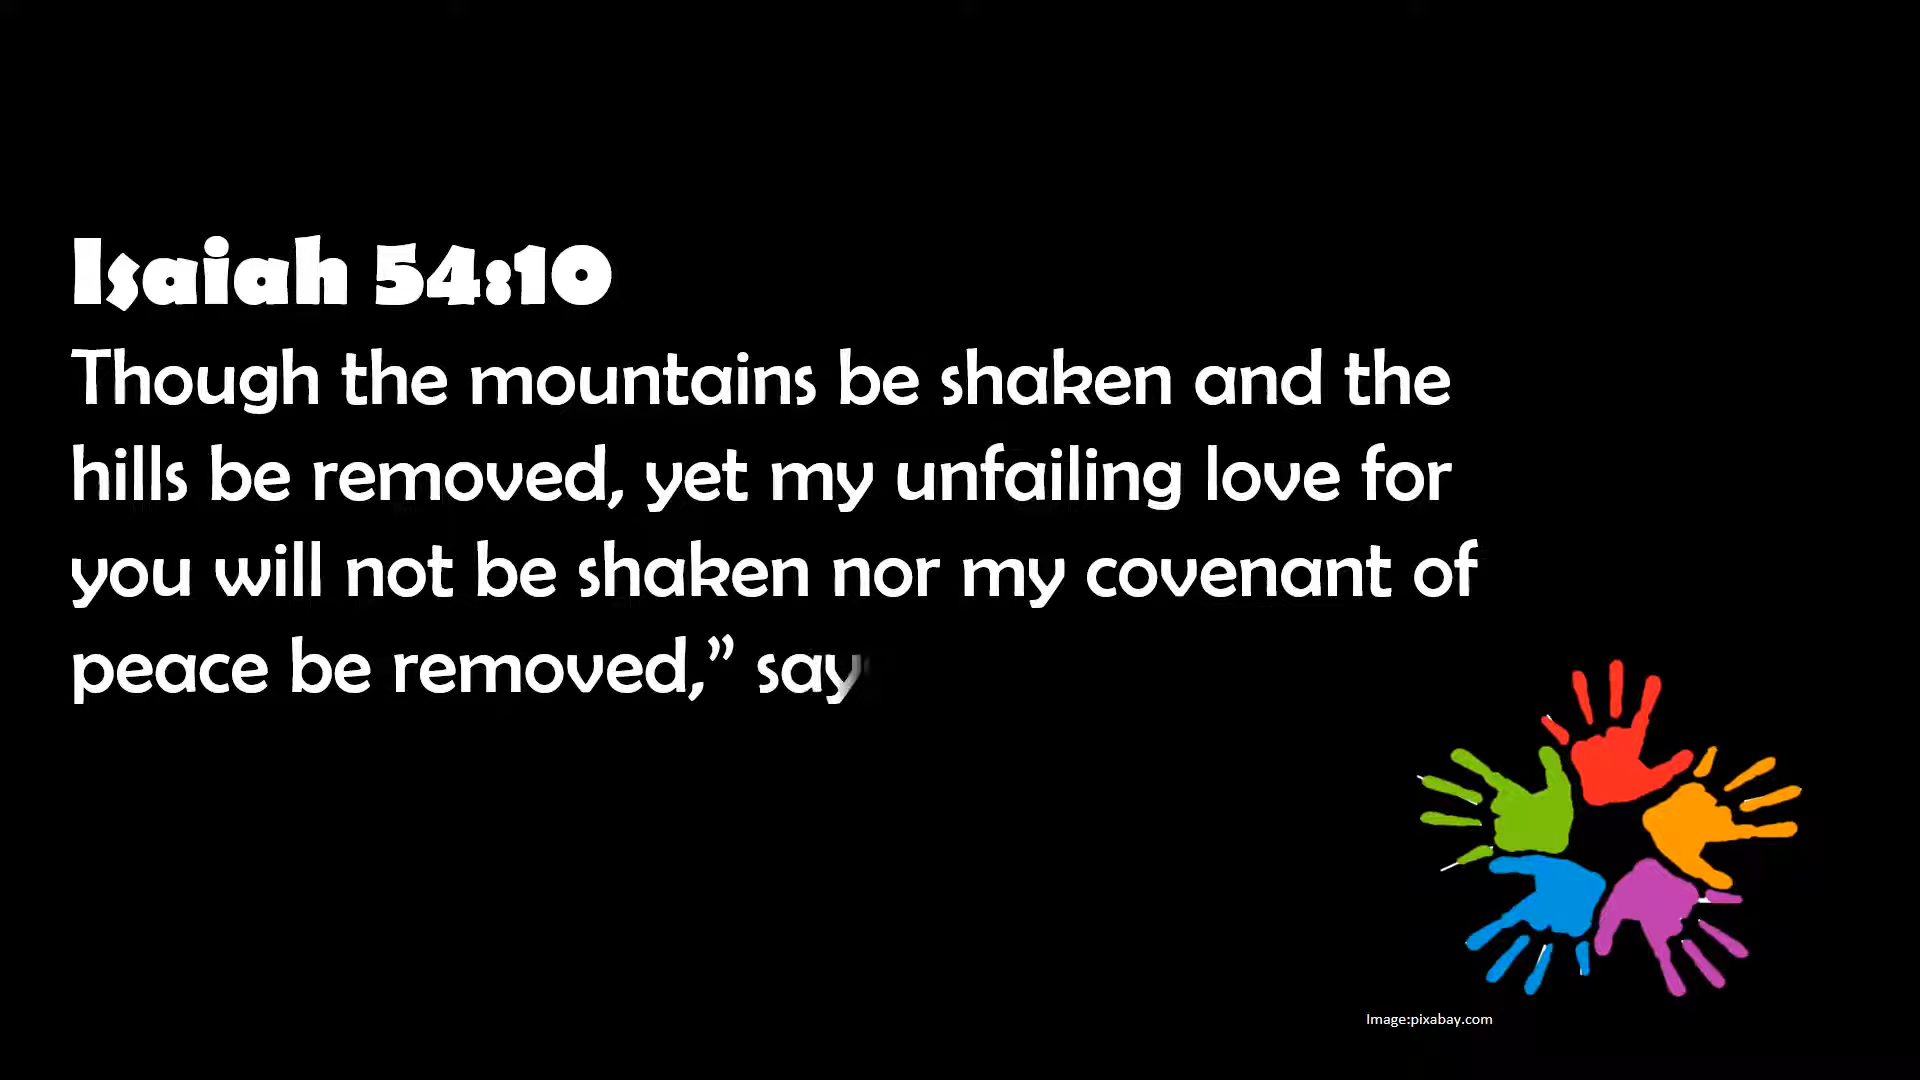 Isaiah 54:10
Though the mountains be shaken and the
hills be removed, yet my unfailing love for
you will not be shaken nor my covenant of
peace be removed,” say
Image:pixabay.com